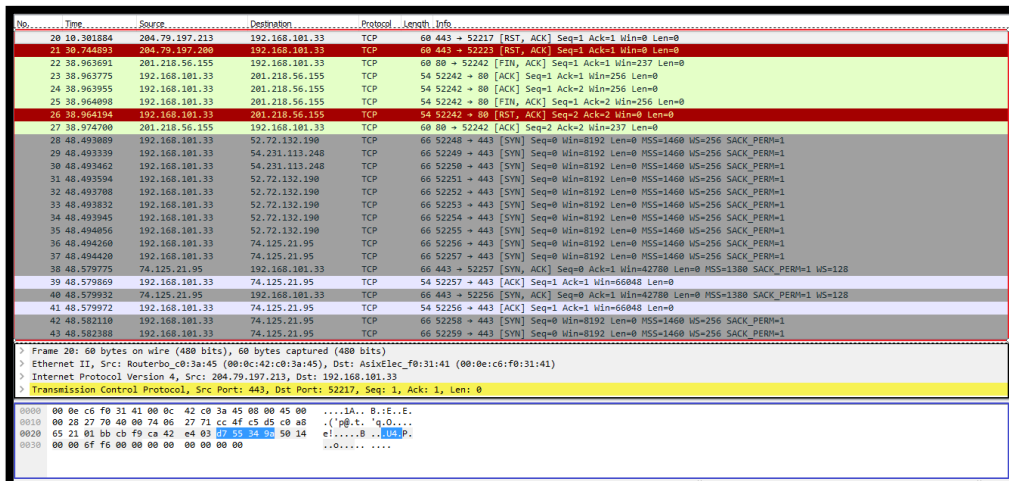 No. Time Source Destination Protocol Length Info
20 10.301884 204.79.197.213 192.168.101.33 TCP 60 443 → 52217 [RST, ACK] Seq=1 Ack=1 Win=0 Len=0
21 30.744893 204.79.197.200 192.168.101.33 TCP 60 443 → 52223 [RST, ACK] Seq=1 Ack=1 Win=0 Len=0
22 38.963691 201.218.56.155 192.168.101.33 TCP 60 80 → 52242 [FIN, ACK] Seq=1 Ack=1 Win=237 Len=0
23 38.963775 192.168.101.33 201.218.56.155 TCP 54 52242 → 80 [ACK] Seq=1 Ack=2 Win=256 Len=0
24 38.963955 192.168.101.33 201.218.56.155 TCP 54 52242 → 80 [ACK] Seq=1 Ack=2 Win=256 Len=0
25 38.964098 192.168.101.33 201.218.56.155 TCP 54 52242 → 80 [FIN, ACK] Seq=1 Ack=2 Win=256 Len=0
26 38.964194 192.168.101.33 201.218.56.155 TCP 54 52242 → 80 [RST, ACK] Seq=2 Ack=2 Win=0 Len=0
27 38.974700 201.218.56.155 192.168.101.33 TCP 60 80 → 52242 [ACK] Seq=2 Ack=2 Win=237 Len=0
28 48.493089 192.168.101.33 52.72.132.190 TCP 66 52248 → 443 [SYN] Seq=0 Win=8192 Len=0 MSS=1460 WS=256 SACK_PERM=1
29 48.493339 192.168.101.33 54.231.113.248 TCP 66 52249 → 443 [SYN] Seq=0 Win=8192 Len=0 MSS=1460 WS=256 SACK_PERM=1
30 48.493462 192.168.101.33 54.231.113.248 TCP 66 52250 → 443 [SYN] Seq=0 Win=8192 Len=0 MSS=1460 WS=256 SACK_PERM=1
31 48.493594 192.168.101.33 52.72.132.190 TCP 66 52251 → 443 [SYN] Seq=0 Win=8192 Len=0 MSS=1460 WS=256 SACK_PERM=1
32 48.493708 192.168.101.33 52.72.132.190 TCP 66 52252 → 443 [SYN] Seq=0 Win=8192 Len=0 MSS=1460 WS=256 SACK_PERM=1
33 48.493832 192.168.101.33 52.72.132.190 TCP 66 52253 → 443 [SYN] Seq=0 Win=8192 Len=0 MSS=1460 WS=256 SACK_PERM=1
34 48.493945 192.168.101.33 52.72.132.190 TCP 66 52254 → 443 [SYN] Seq=0 Win=8192 Len=0 MSS=1460 WS=256 SACK_PERM=1
35 48.494056 192.168.101.33 52.72.132.190 TCP 66 52255 → 443 [SYN] Seq=0 Win=8192 Len=0 MSS=1460 WS=256 SACK_PERM=1
36 48.494260 192.168.101.33 74.125.21.95 TCP 66 52256 → 443 [SYN] Seq=0 Win=8192 Len=0 MSS=1460 WS=256 SACK_PERM=1
37 48.494420 192.168.101.33 74.125.21.95 TCP 66 52257 → 443 [SYN] Seq=0 Win=8192 Len=0 MSS=1460 WS=256 SACK_PERM=1
38 48.579775 74.125.21.95 192.168.101.33 TCP 66 443 → 52257 [SYN, ACK] Seq=0 Ack=1 Win=42780 Len=0 MSS=1380 SACK_PERM=1 WS=128
39 48.579869 192.168.101.33 74.125.21.95 TCP 54 52257 → 443 [ACK] Seq=1 Ack=1 Win=66048 Len=0
40 48.579932 74.125.21.95 192.168.101.33 TCP 66 443 → 52256 [SYN, ACK] Seq=0 Ack=1 Win=42780 Len=0 MSS=1380 SACK_PERM=1 WS=128
41 48.579972 192.168.101.33 74.125.21.95 TCP 54 52256 → 443 [ACK] Seq=1 Ack=1 Win=66048 Len=0
42 48.582110 192.168.101.33 74.125.21.95 TCP 66 52258 → 443 [SYN] Seq=0 Win=8192 Len=0 MSS=1460 WS=256 SACK_PERM=1
43 48.582388 192.168.101.33 74.125.21.95 TCP 66 52259 → 443 [SYN] Seq=0 Win=8192 Len=0 MSS=1460 WS=256 SACK_PERM=1
> Frame 20: 60 bytes on wire (480 bits), 60 bytes captured (480 bits)
> Ethernet II, Src: Routerbo_c0:3a:45 (00:0c:42:c0:3a:45), Dst: AsixElec_f0:31:41 (00:0e:c6:f0:31:41)
> Internet Protocol Version 4, Src: 204.79.197.213, Dst: 192.168.101.33
> Transmission Control Protocol, Src Port: 443, Dst Port: 52217, Seq: 1, Ack: 1, Len: 0
0000 00 0e c6 f0 31 41 00 0c 42 c0 3a 45 08 00 45 00 ....1A.. B.:E..E.
0010 00 28 27 70 40 00 74 06 27 71 cc 4f c5 d5 c0 a8 .('p@.t. 'q.O....
0020 65 21 01 bb cb f9 ca 42 e4 03 d7 55 34 9a 50 14 e!.....B ...U4.P.
0030 00 00 6f f6 00 00 00 00 00 00 00 00 ..o..... ....